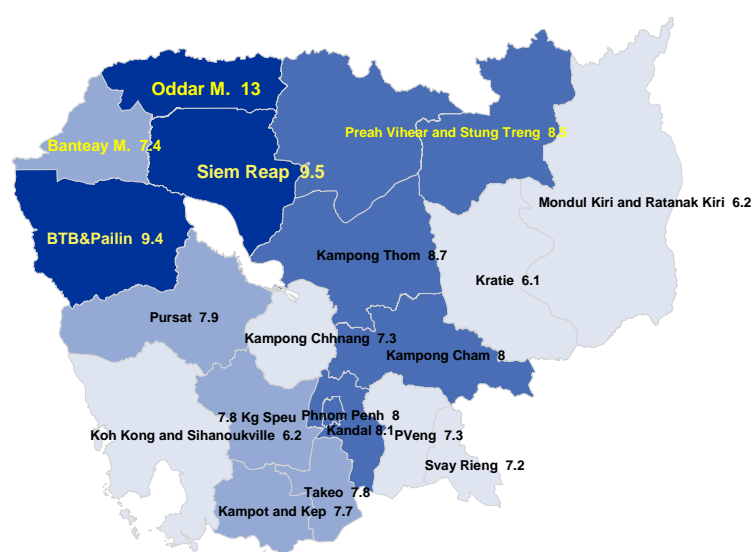 Oddar M. 13
Preah Vihear and Stung Treng 8.5
Banteay M. 7.4
Siem Reap 9.5
Mondul Kiri and Ratanak Kiri 6.2
BTB&Pailin 9.4
Kampong Thom 8.7
Kratie 6.1
Pursat 7.9
Kampong Chhnang 7.3
Kampong Cham 8
7.8 Kg Speu
Phnom Penh 8
Kandal 8.1
Koh Kong and Sihanoukville 6.2
PVeng 7.3
Svay Rieng 7.2
Takeo 7.8
Kampot and Kep 7.7